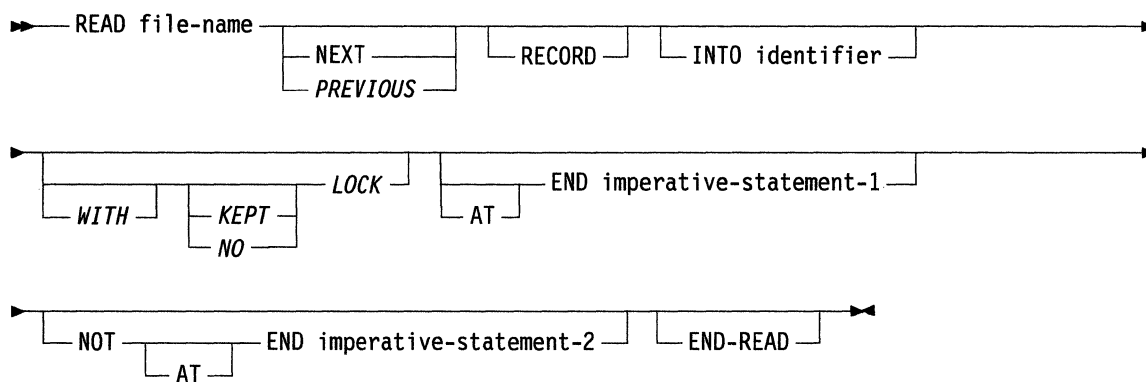 READ file-name
NEXT
PREVIOUS
RECORD
INTO identifier
WITH
KEPT
NO
LOCK
AT
END imperative-statement-1
NOT
AT
END imperative-statement-2
END-READ